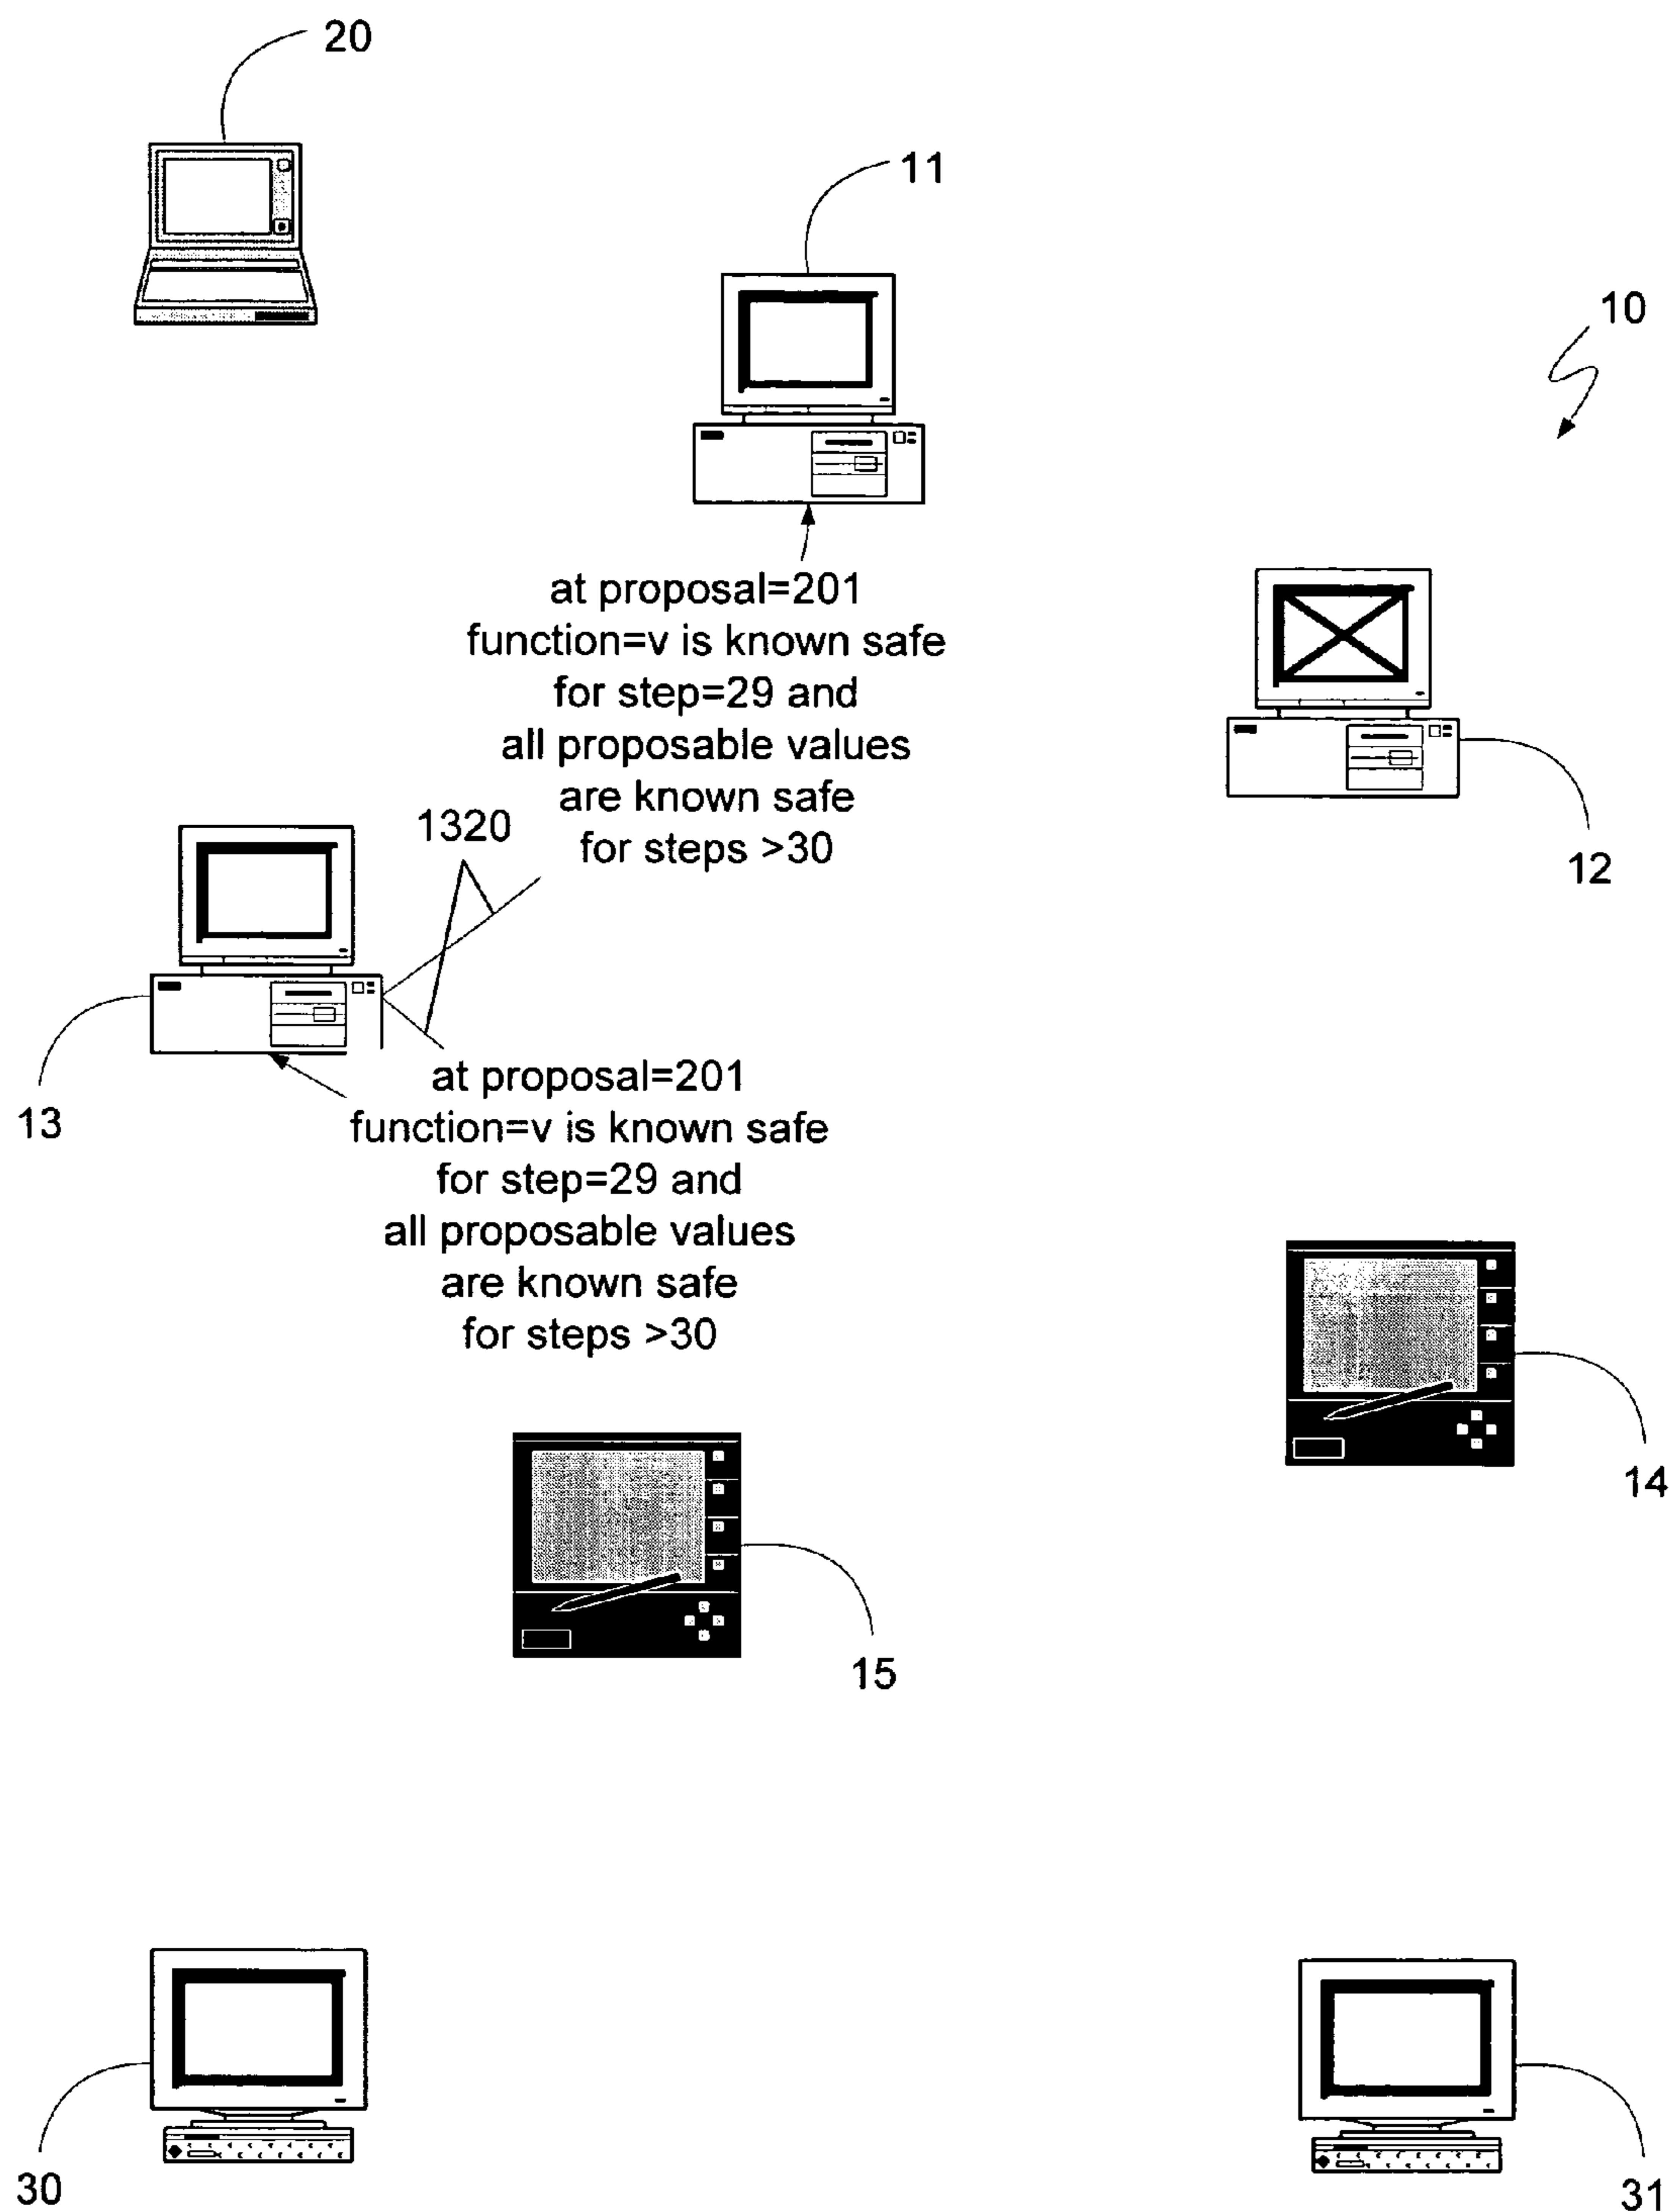 20
11
10
at proposal=201
function=v is known safe
for step=29 and
all proposable values
are known safe
for steps >30
12
1320
13
at proposal=201
function=v is known safe
for step=29 and
all proposable values
are known safe
for steps >30
14
15
30
31